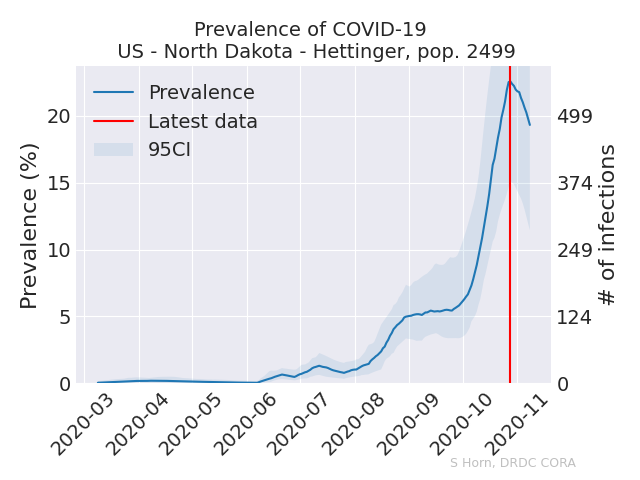 Prevalence of COVID-19
US - North Dakota - Hettinger, pop. 2499
Prevalence
Latest data
95CI
Prevalence (%)
20
15
10
5
0
499
374
249
124
0
# of infections
2020-03
2020-04
2020-05
2020-06
2020-07
2020-08
2020-09
2020-10
2020-11
S Horn, DRDC CORA